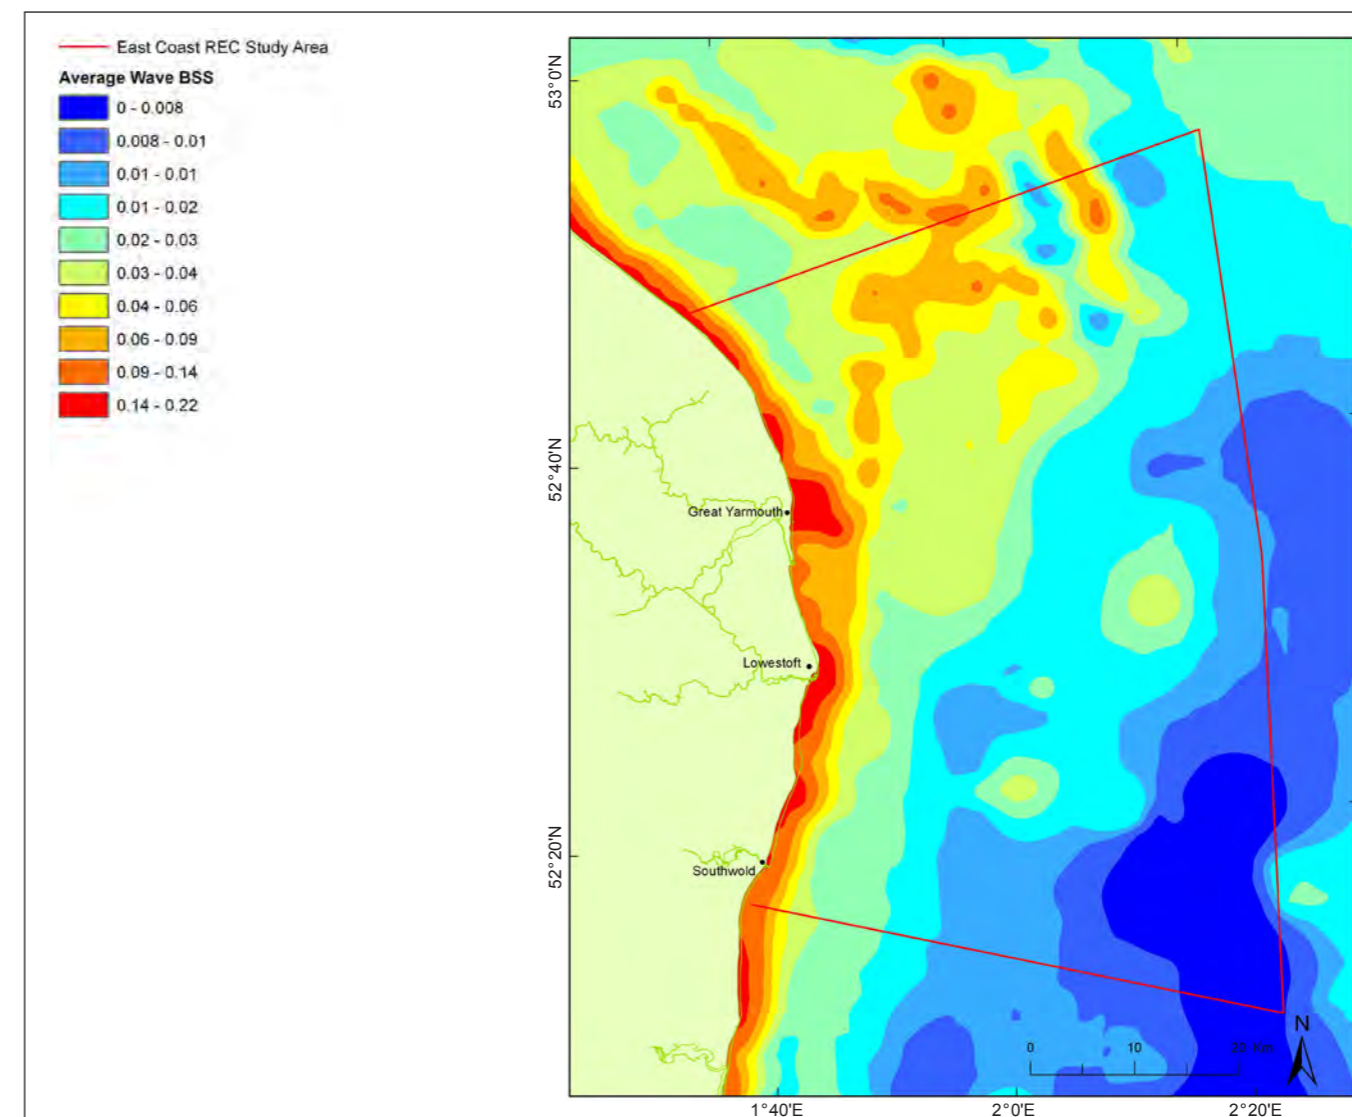 East Coast REC Study Area
Average Wave BSS
0 - 0.008
0.008 - 0.01
0.01 - 0.01
0.01 - 0.02
0.02 - 0.03
0.03 - 0.04
0.04 - 0.06
0.06 - 0.09
0.09 - 0.14
0.14 - 0.22
53°0'N
52°40'N
Great Yarmouth
Lowestoft
52°20'N
Southwold
N
0 10 20 Km
1°40'E 2°0'E 2°20'E